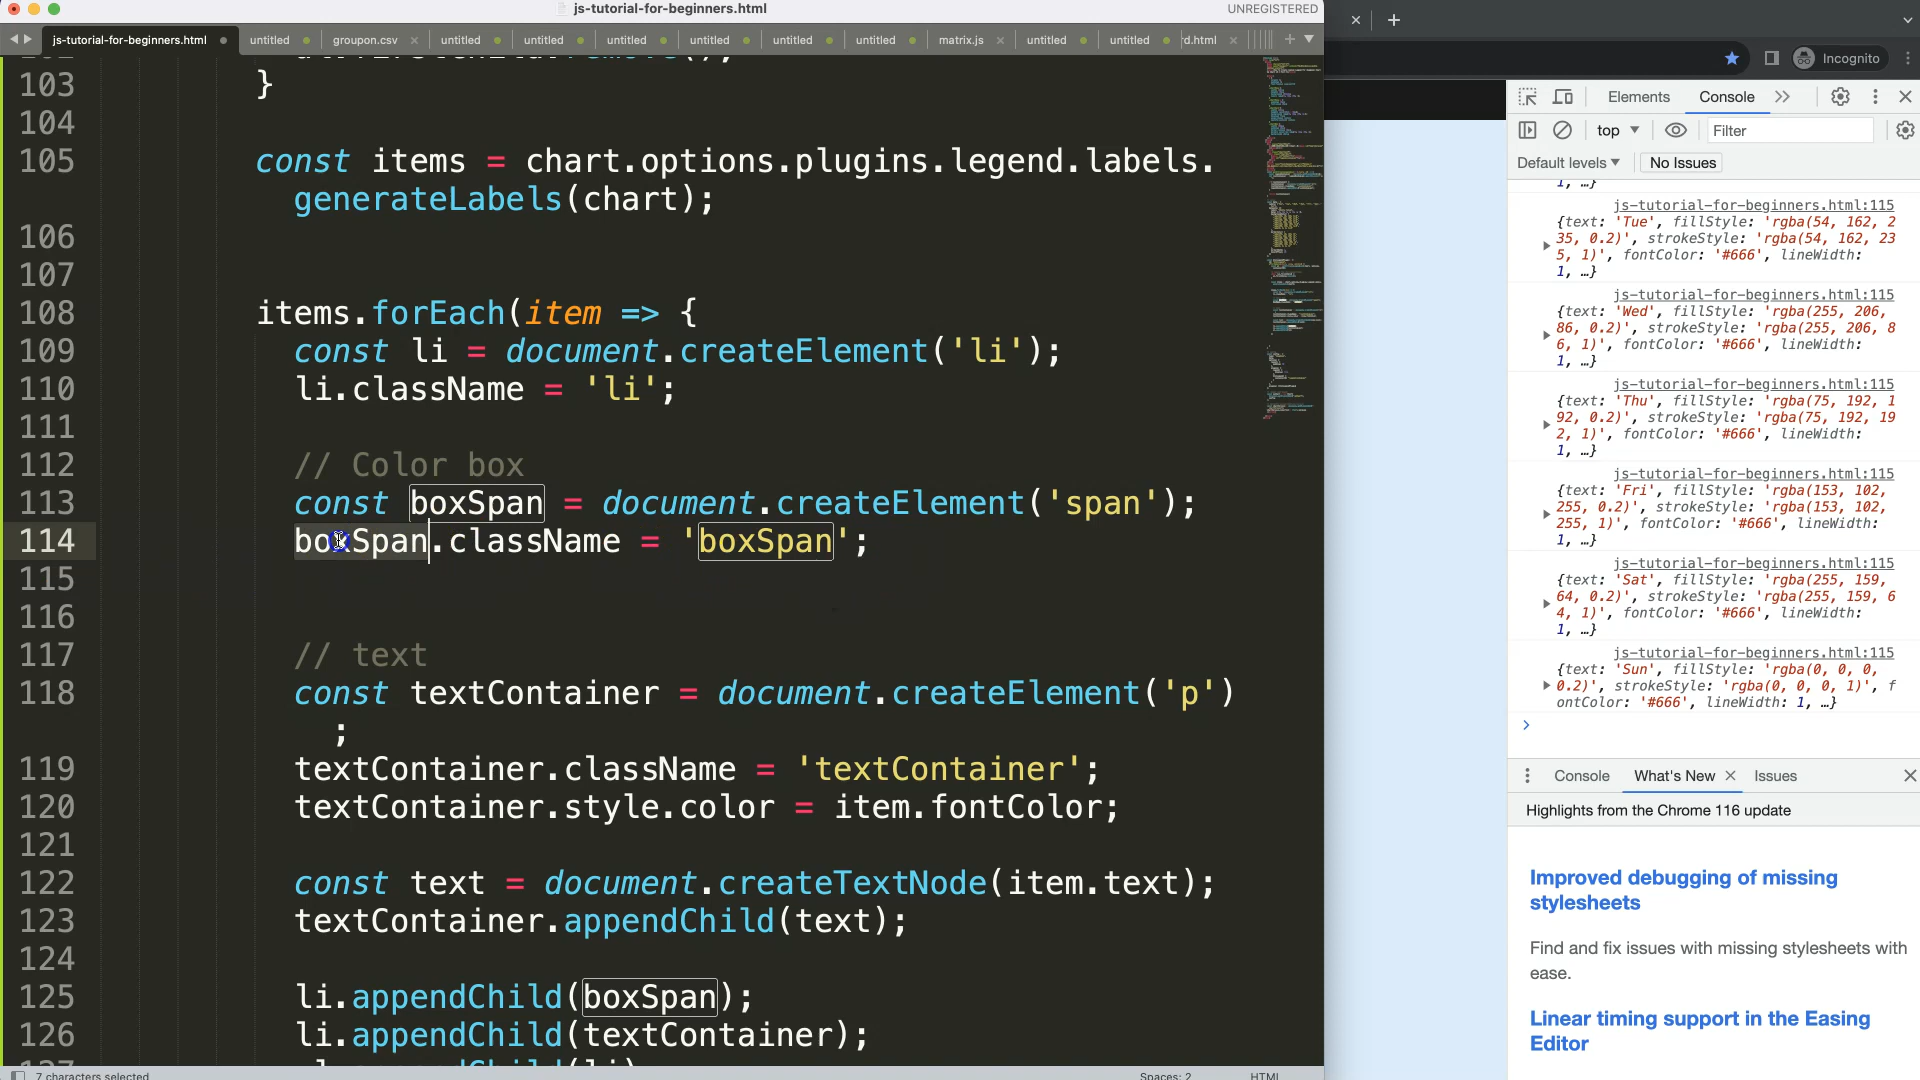 js-tutorial-for-beginners.html
UNREGISTERED
js-tutorial-for-beginners.html untitled groupon.csv untitled untitled untitled untitled untitled untitled matrix.js untitled untitled rd.html
Incognito
103 }
104
105 const items = chart.options.plugins.legend.labels.
generateLabels(chart);
106
107
108 items.forEach(item => {
109 const li = document.createElement('li');
110 li.className = 'li';
111
112 // Color box
113 const boxSpan = document.createElement('span');
114 boxSpan.className = 'boxSpan';
115
116
117 // text
118 const textContainer = document.createElement('p')
;
119 textContainer.className = 'textContainer';
120 textContainer.style.color = item.fontColor;
121
122 const text = document.createTextNode(item.text);
123 textContainer.appendChild(text);
124
125 li.appendChild(boxSpan);
126 li.appendChild(textContainer);
7 characters selected
Spaces: 2
HTML
Elements Console
top Filter
Default levels No Issues
1, …}
js-tutorial-for-beginners.html:115
{text: 'Tue', fillStyle: 'rgba(54, 162, 2
35, 0.2)', strokeStyle: 'rgba(54, 162, 23
5, 1)', fontColor: '#666', lineWidth:
1, …}
js-tutorial-for-beginners.html:115
{text: 'Wed', fillStyle: 'rgba(255, 206,
86, 0.2)', strokeStyle: 'rgba(255, 206, 8
6, 1)', fontColor: '#666', lineWidth:
1, …}
js-tutorial-for-beginners.html:115
{text: 'Thu', fillStyle: 'rgba(75, 192, 1
92, 0.2)', strokeStyle: 'rgba(75, 192, 19
2, 1)', fontColor: '#666', lineWidth:
1, …}
js-tutorial-for-beginners.html:115
{text: 'Fri', fillStyle: 'rgba(153, 102,
255, 0.2)', strokeStyle: 'rgba(153, 102,
255, 1)', fontColor: '#666', lineWidth:
1, …}
js-tutorial-for-beginners.html:115
{text: 'Sat', fillStyle: 'rgba(255, 159,
64, 0.2)', strokeStyle: 'rgba(255, 159, 6
4, 1)', fontColor: '#666', lineWidth:
1, …}
js-tutorial-for-beginners.html:115
{text: 'Sun', fillStyle: 'rgba(0, 0, 0,
0.2)', strokeStyle: 'rgba(0, 0, 0, 1)', f
ontColor: '#666', lineWidth: 1, …}
Console What's New Issues
Highlights from the Chrome 116 update
Improved debugging of missing
stylesheets
Find and fix issues with missing stylesheets with
ease.
Linear timing support in the Easing
Editor